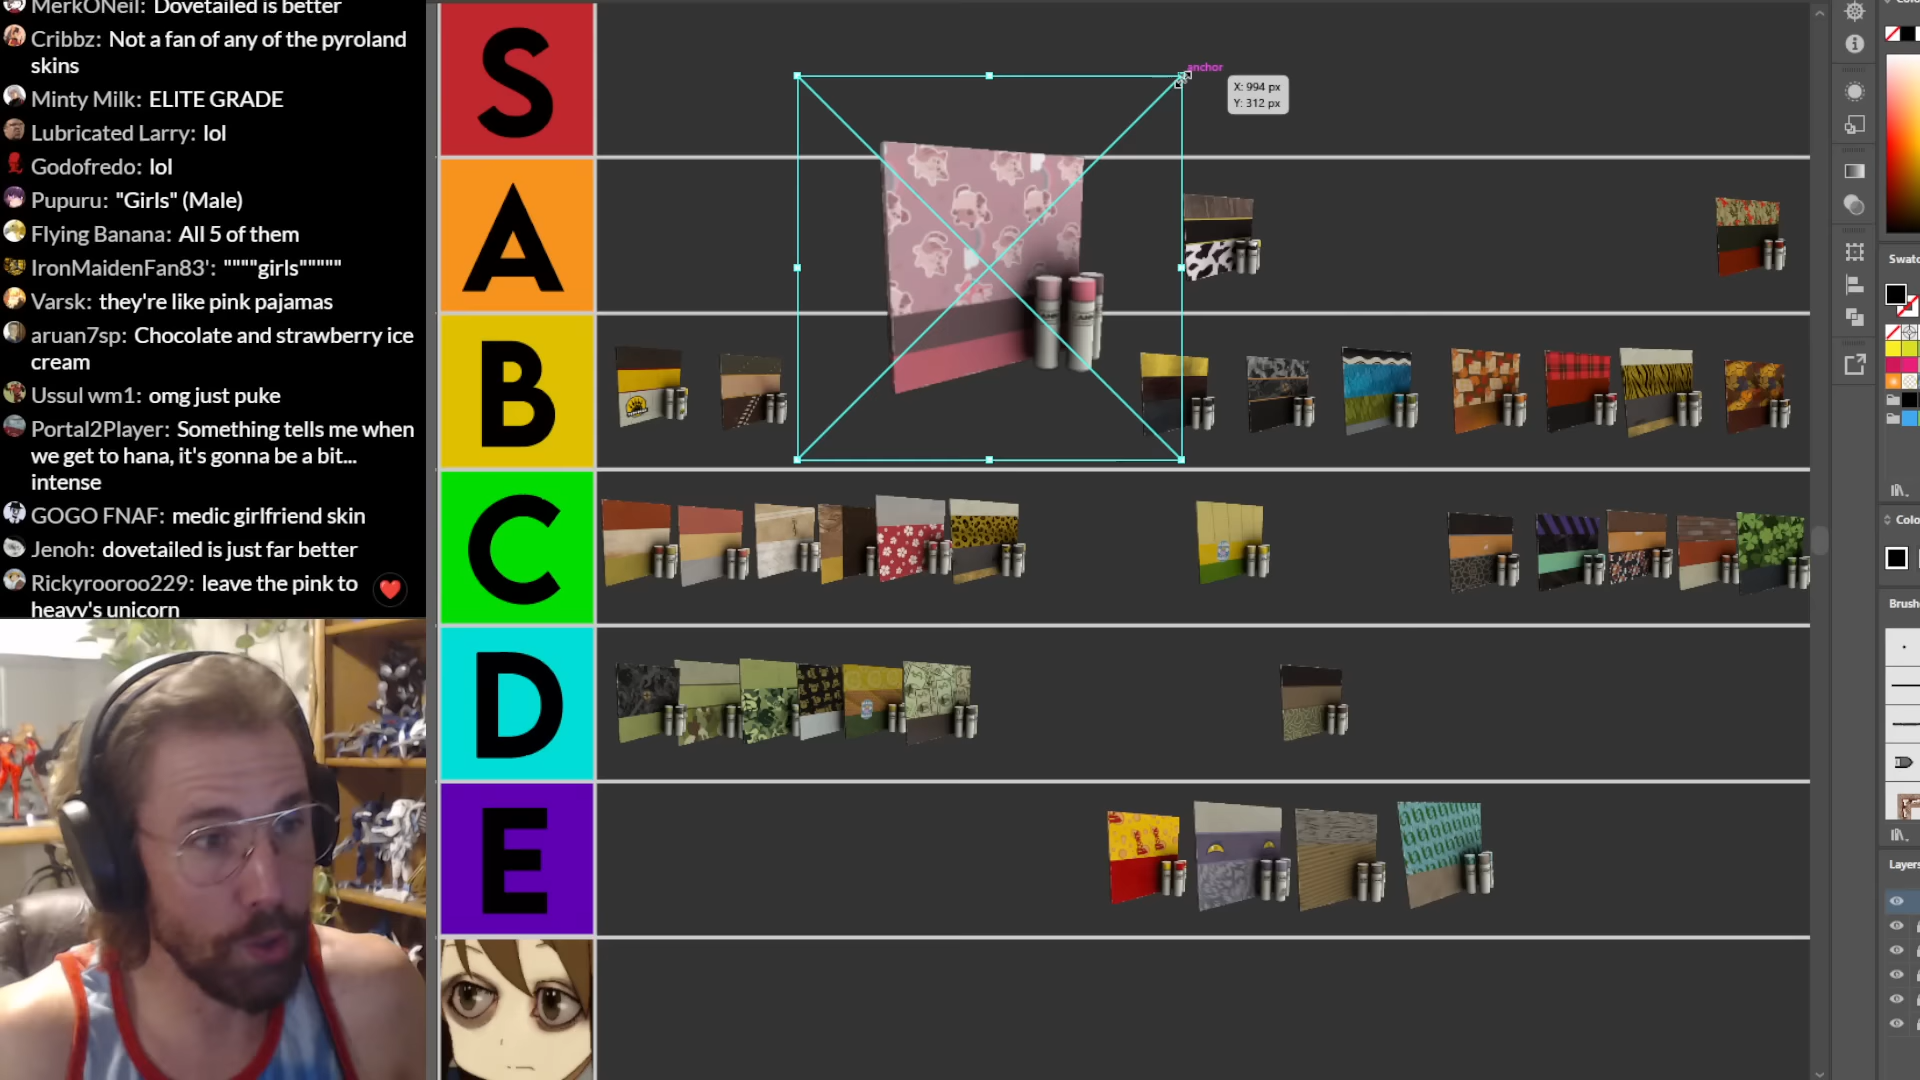 MerkONeil: Dovetailed is better
Cribbz: Not a fan of any of the pyroland
skins
Minty Milk: ELITE GRADE
Lubricated Larry: lol
Godofredo: lol
Pupuru: "Girls" (Male)
Flying Banana: All 5 of them
IronMaidenFan83': """"girls"""""
Varsk: they're like pink pajamas
aruan7sp: Chocolate and strawberry ice
cream
Ussul wm1: omg just puke
Portal2Player: Something tells me when
we get to hana, it's gonna be a bit...
intense
GOGO FNAF: medic girlfriend skin
Jenoh: dovetailed is just far better
Rickyrooroo229: leave the pink to
heavy's unicorn
S
A
B
C
D
E
anchor
X: 994 px
Y: 312 px
Swatc
Colo
Brush
Layers